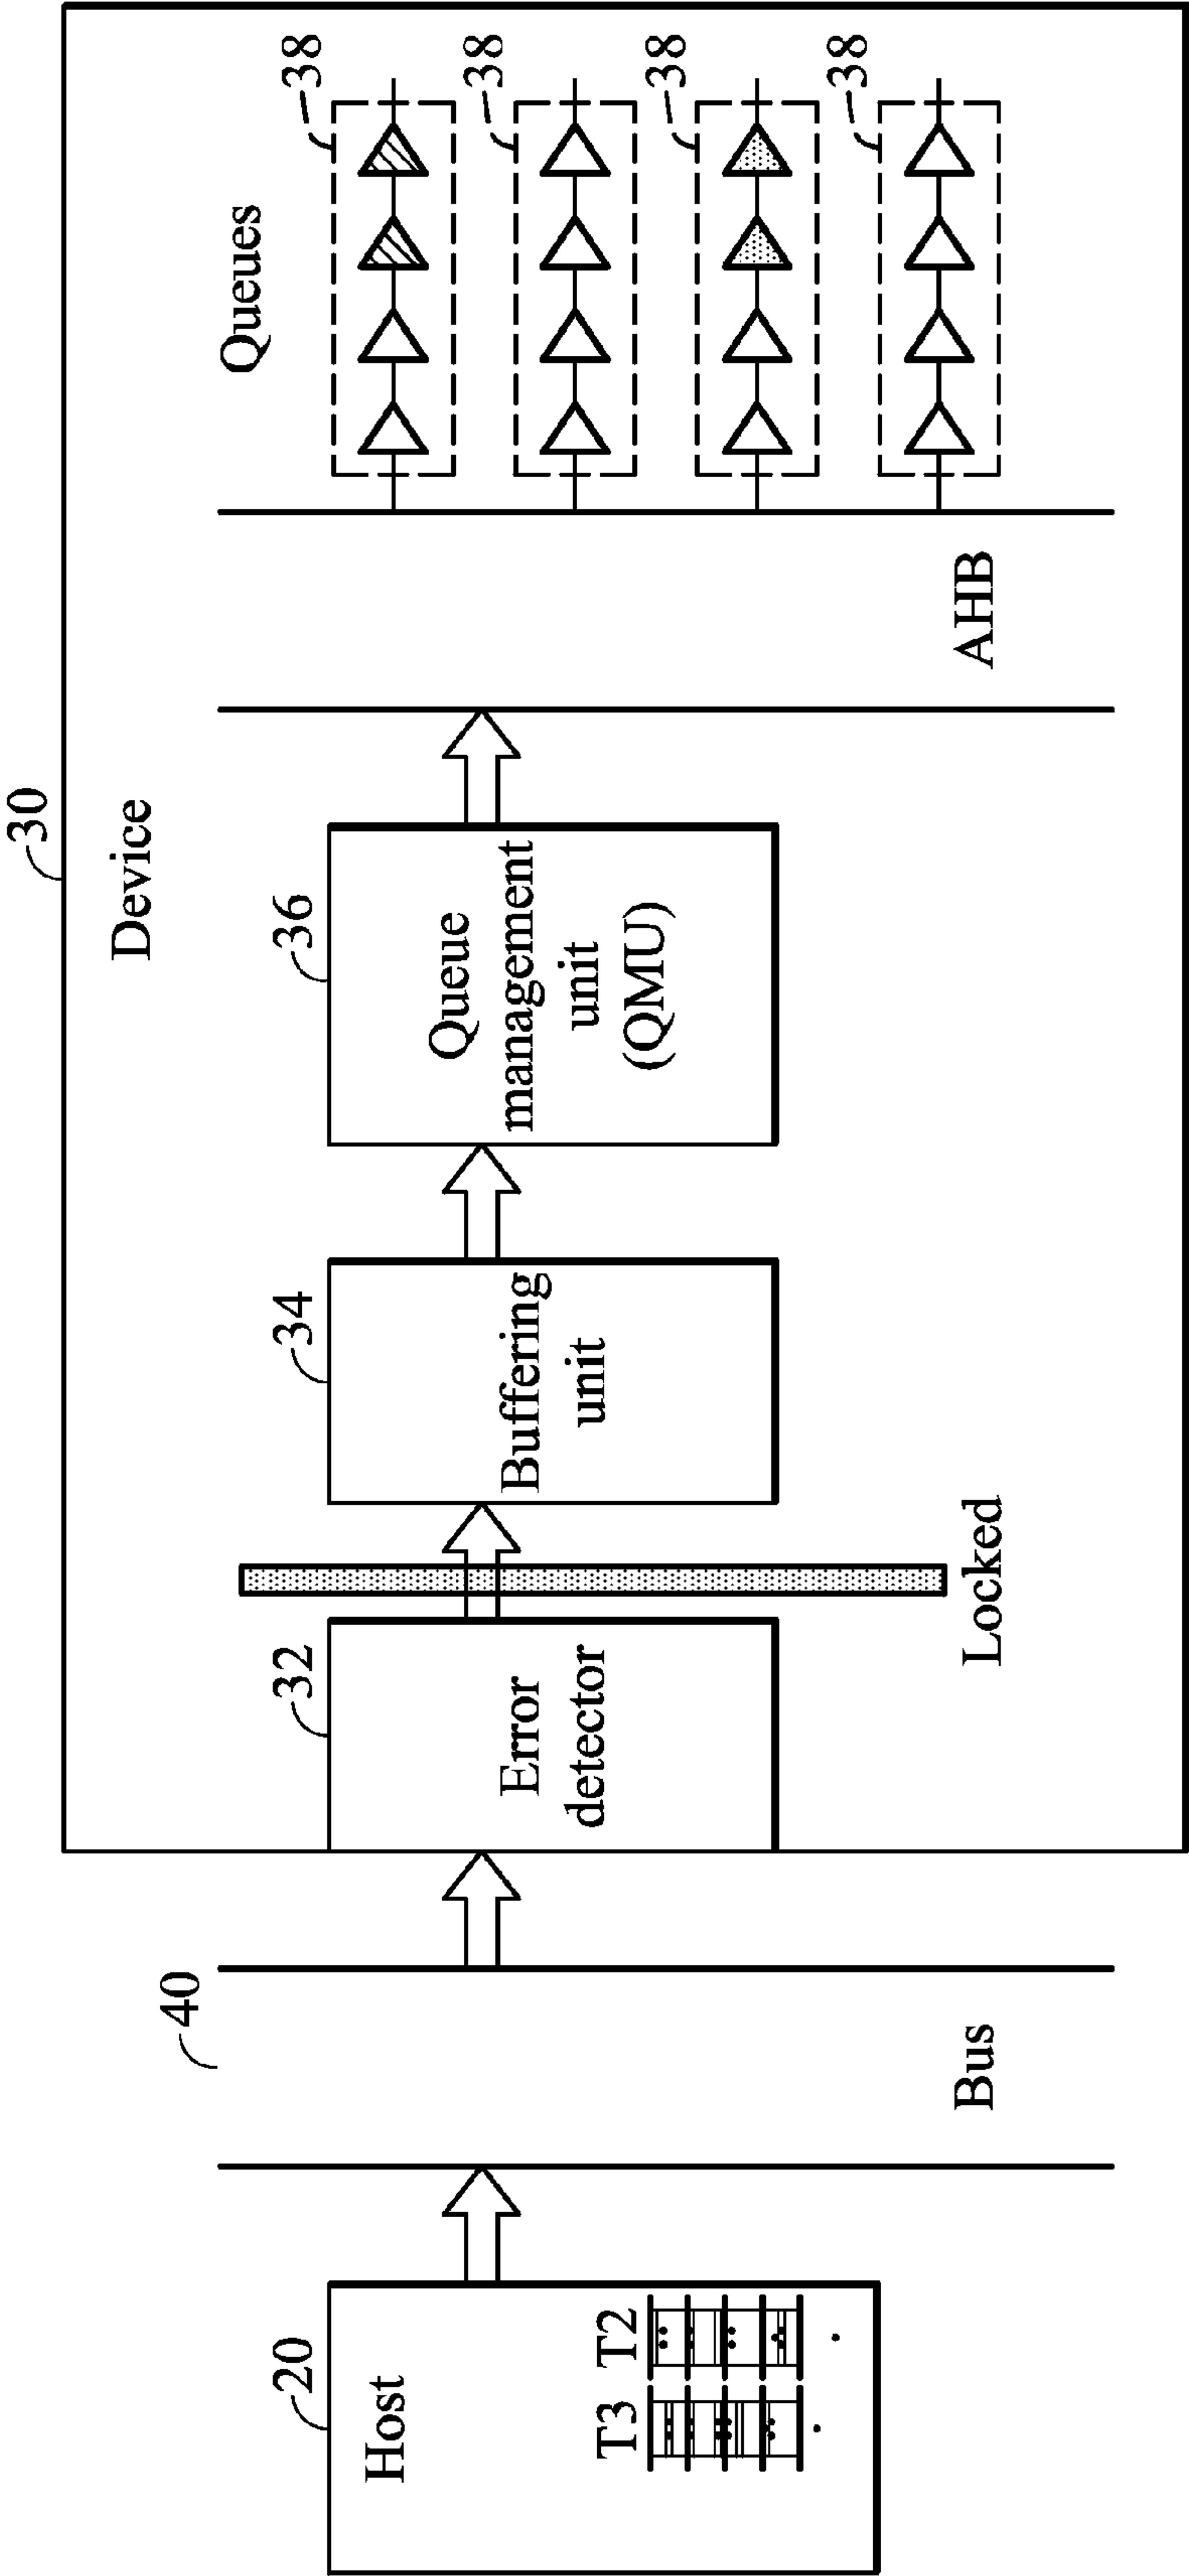 30
Device
Queues
38
38
38
38
20
Host
T3 T2
40
Bus
32
Error
detector
Locked
34
Buffering
unit
36
Queue
management
unit
(QMU)
AHB